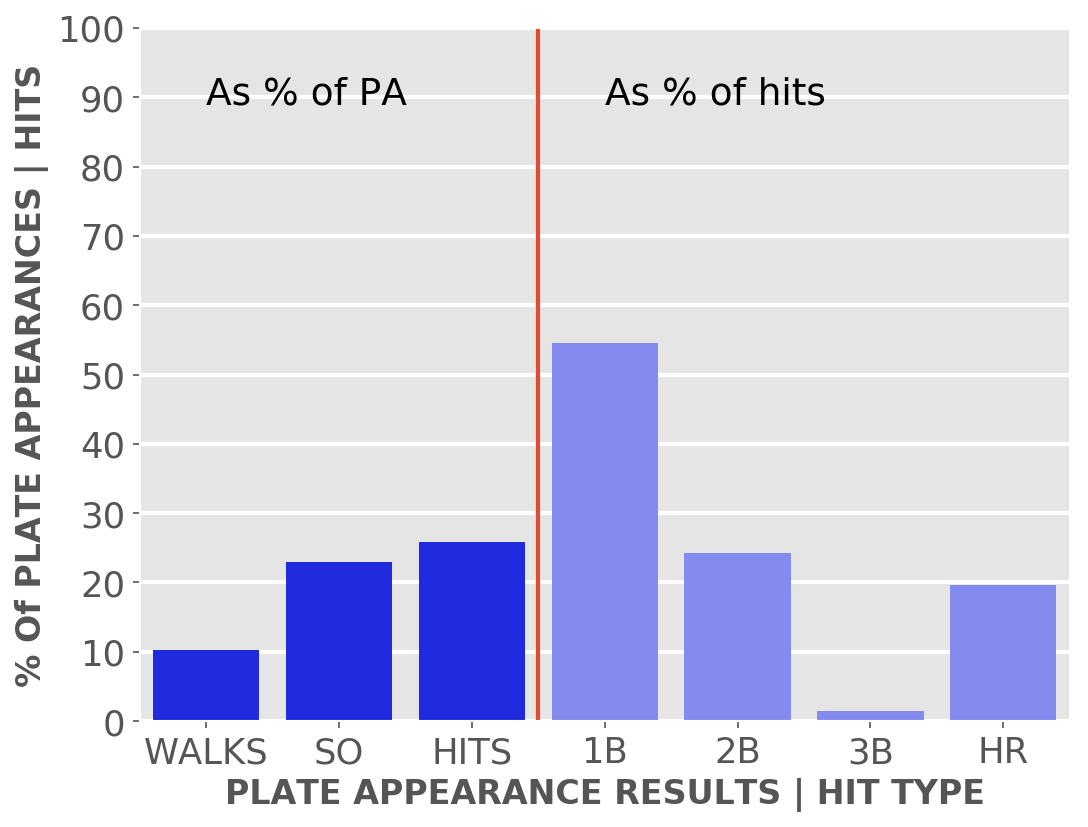 % Of PLATE APPEARANCES | HITS
100
90
80
70
60
50
40
30
20
10
0
As % of PA
As % of hits
WALKS SO HITS 1B 2B 3B HR
PLATE APPEARANCE RESULTS | HIT TYPE